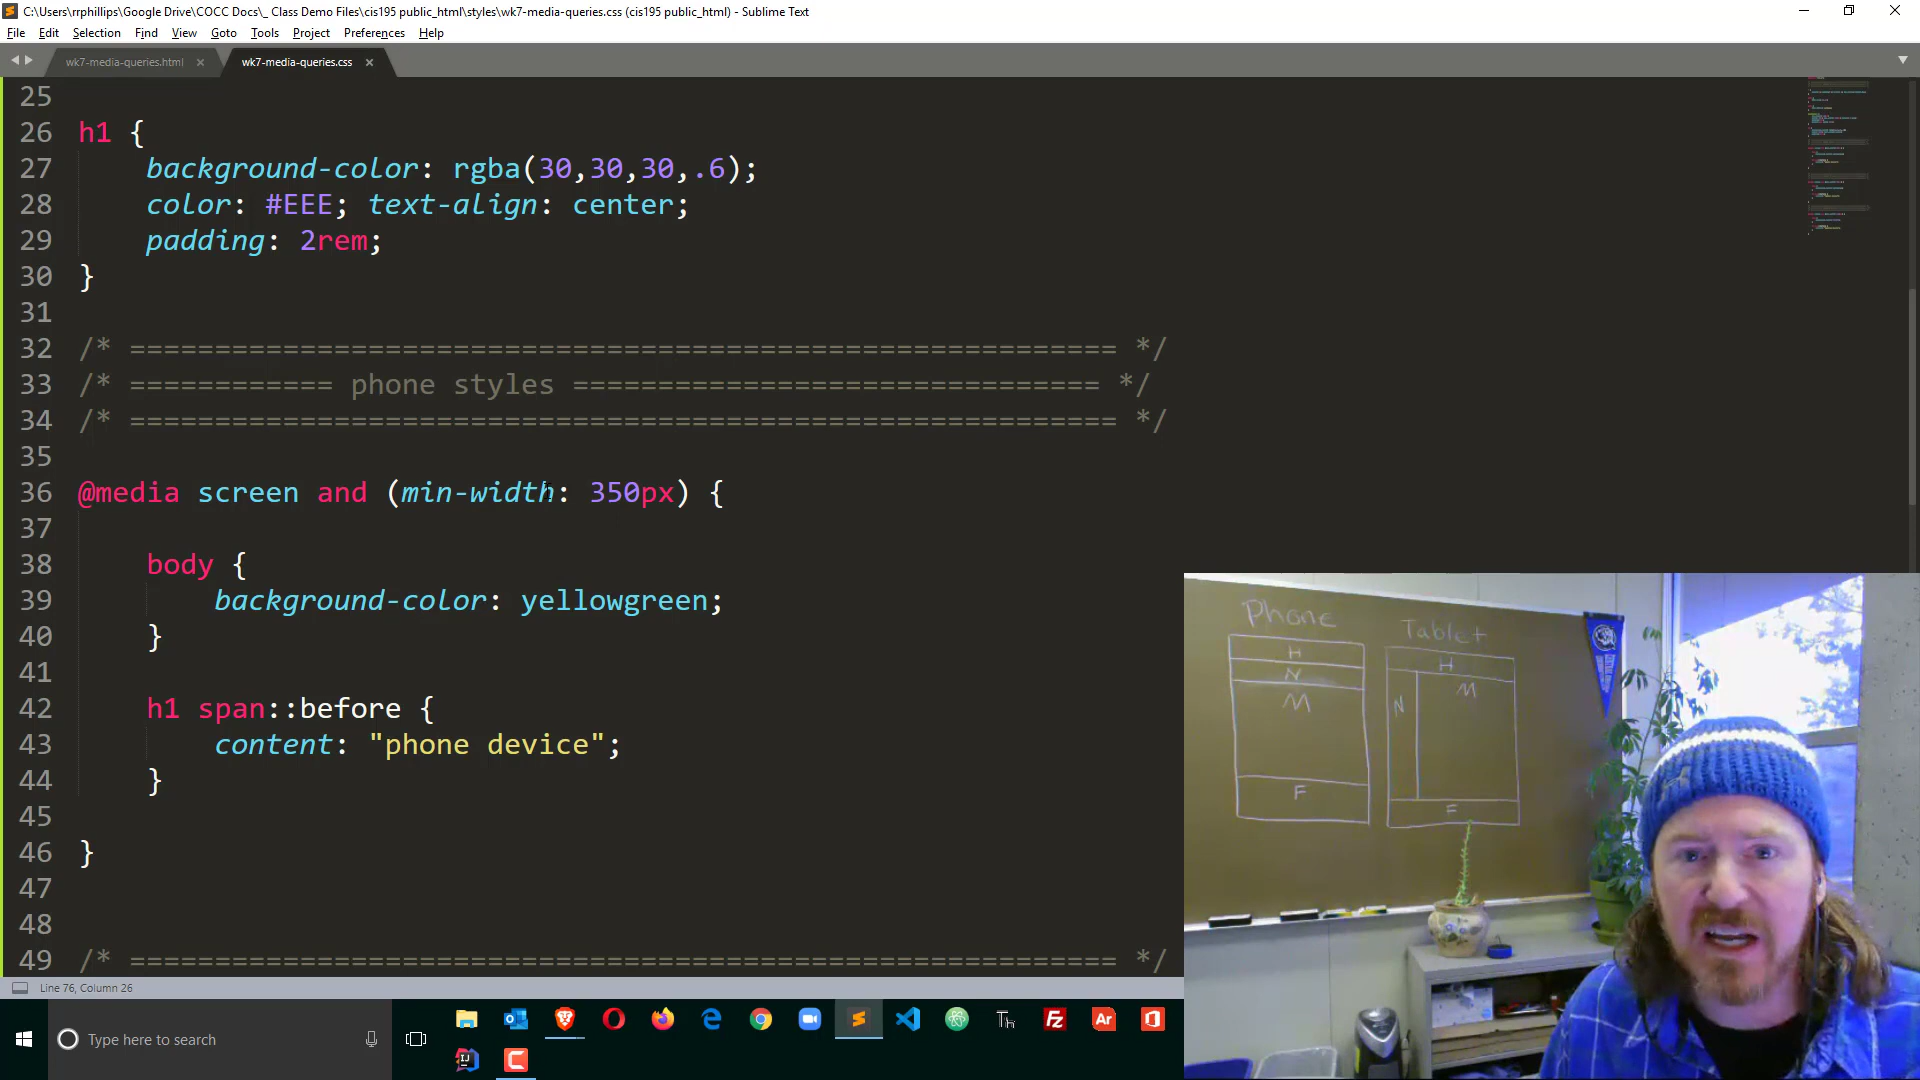 C:\Users\rrphillips\Google Drive\COCC Docs\_ Class Demo Files\cis195 public_html\styles\wk7-media-queries.css (cis195 public_html) - Sublime Text
File Edit Selection Find View Goto Tools Project Preferences Help
wk7-media-queries.html × wk7-media-queries.css ×
25
26 h1 {
27 background-color: rgba(30,30,30,.6);
28 color: #EEE; text-align: center;
29 padding: 2rem;
30 }
31
32 /* ========================================================== */
33 /* ============ phone styles =============================== */
34 /* ========================================================== */
35
36 @media screen and (min-width: 350px) {
37
38 body {
39 background-color: yellowgreen;
40 }
41
42 h1 span::before {
43 content: "phone device";
44 }
45
46 }
47
48
49 /* ========================================================== */
Phone Tablet
H
N
M
F
H
N M
F
Line 76, Column 26
Type here to search
Th
Fz
Ar
IJ